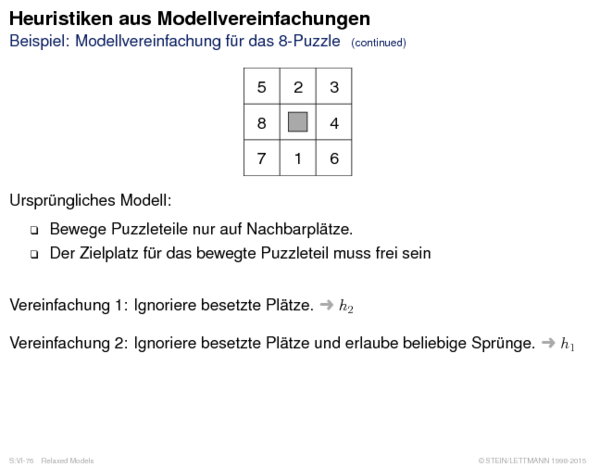 Heuristiken aus Modellvereinfachungen
Beispiel: Modellvereinfachung für das 8-Puzzle (continued)
5 2 3
8 4
7 1 6
Ursprüngliches Modell:
❑ Bewege Puzzleteile nur auf Nachbarplätze.
❑ Der Zielplatz für das bewegte Puzzleteil muss frei sein
Vereinfachung 1: Ignoriere besetzte Plätze. ➜ h₂
Vereinfachung 2: Ignoriere besetzte Plätze und erlaube beliebige Sprünge. ➜ h₁
S:VI-76 Relaxed Models ©STEIN/LETTMANN 1998-2015